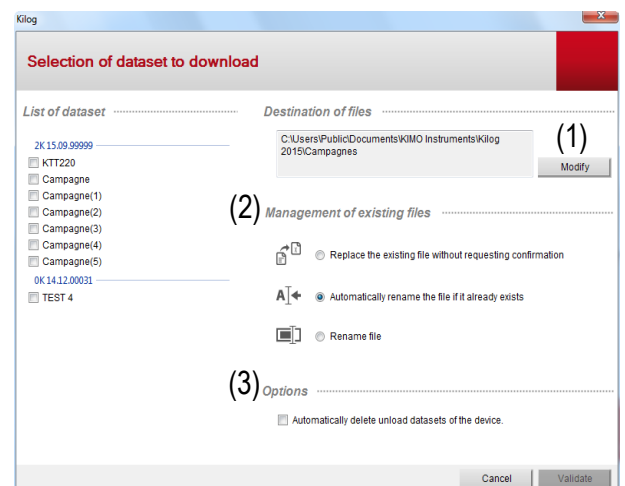 Kilog
Selection of dataset to download
List of dataset
2K 15.09.99999
KTT220
Campagne
Campagne(1)
Campagne(2)
Campagne(3)
Campagne(4)
Campagne(5)
0K 14.12.00031
TEST 4
Destination of files
C:\Users\Public\Documents\KIMO Instruments\Kilog
2015\Campagnes
(1)
Modify
(2)
Management of existing files
Replace the existing file without requesting confirmation
A
Automatically rename the file if it already exists
Rename file
(3)
Options
Automatically delete unload datasets of the device.
Cancel
Validate